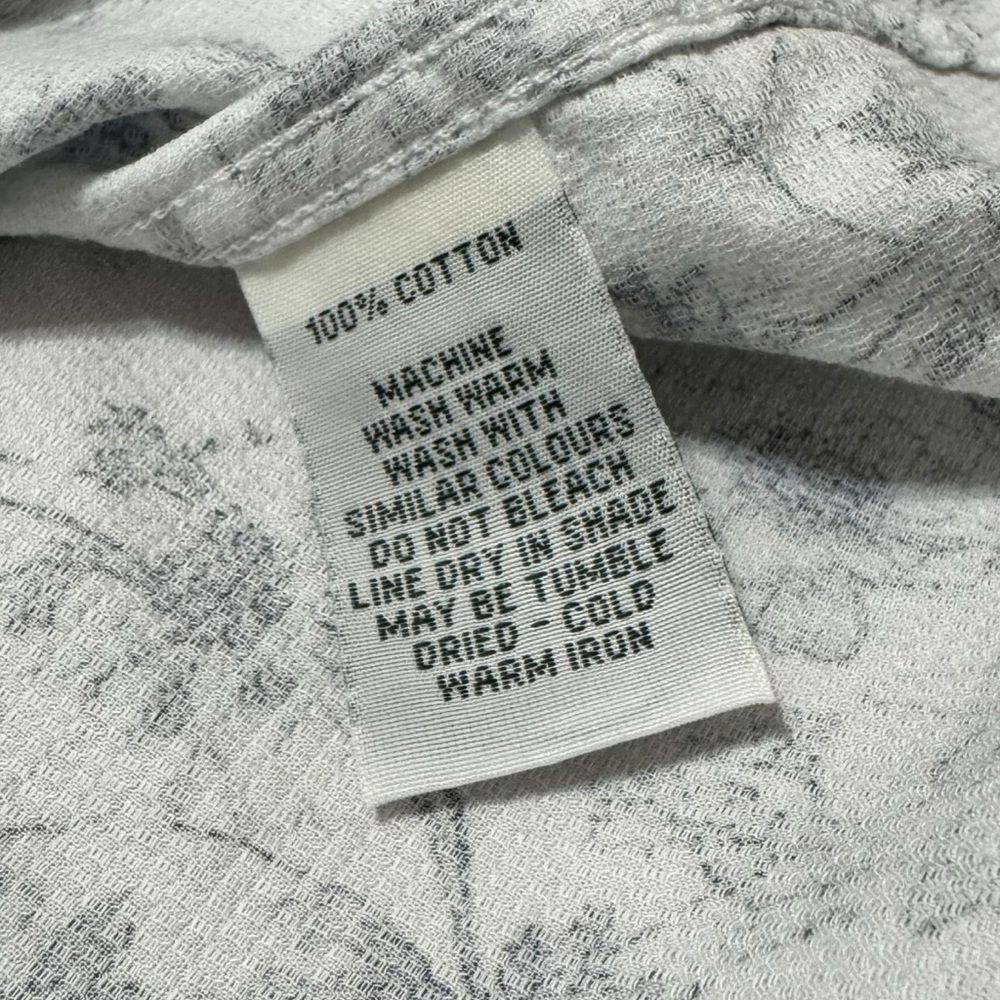 100% COTTON
MACHINE
WASH WARM
WASH WITH
SIMILAR COLOURS
DO NOT BLEACH
LINE DRY IN SHADE
MAY BE TUMBLE
DRIED - COLD
WARM IRON